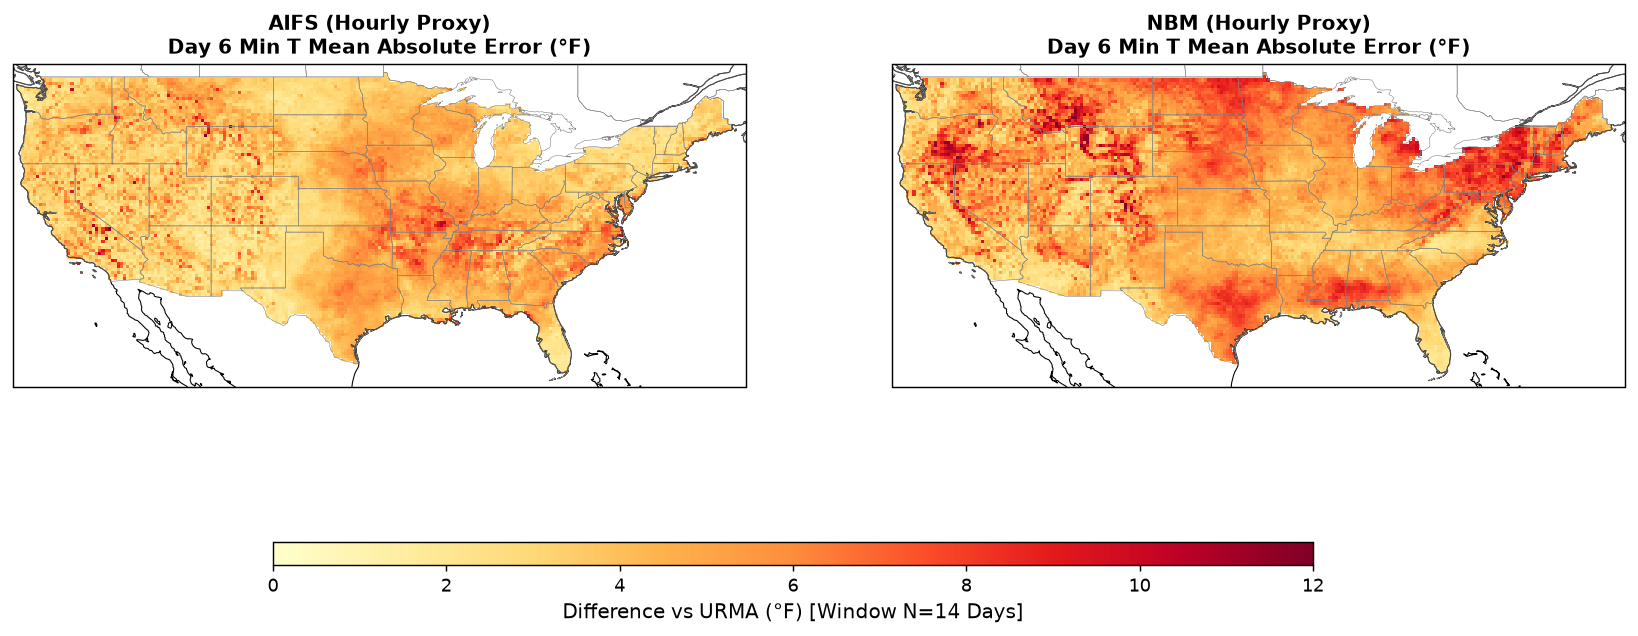 AIFS (Hourly Proxy)
Day 6 Min T Mean Absolute Error (°F)
NBM (Hourly Proxy)
Day 6 Min T Mean Absolute Error (°F)
0 2 4 6 8 10 12
Difference vs URMA (°F) [Window N=14 Days]